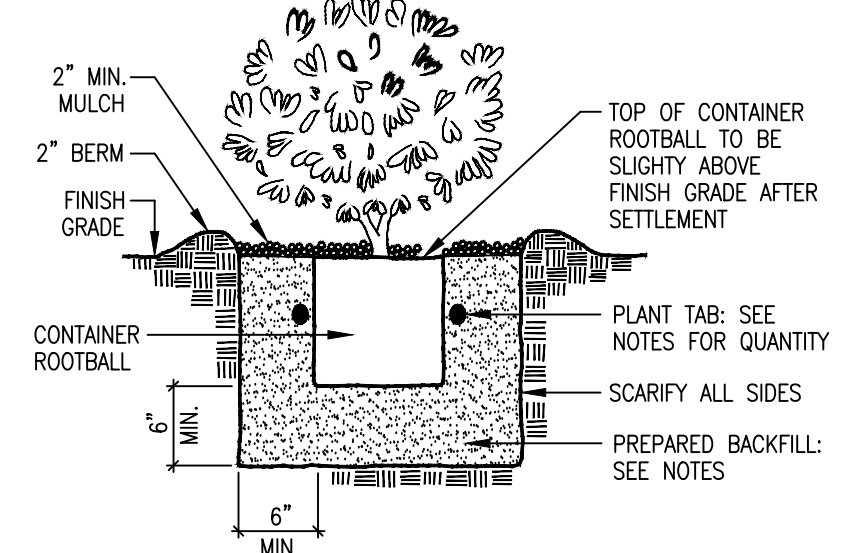 2" MIN.
MULCH
2" BERM
FINISH
GRADE
CONTAINER
ROOTBALL
6"
MIN.
6"
MIN
TOP OF CONTAINER
ROOTBALL TO BE
SLIGHTY ABOVE
FINISH GRADE AFTER
SETTLEMENT
PLANT TAB: SEE
NOTES FOR QUANTITY
SCARIFY ALL SIDES
PREPARED BACKFILL:
SEE NOTES